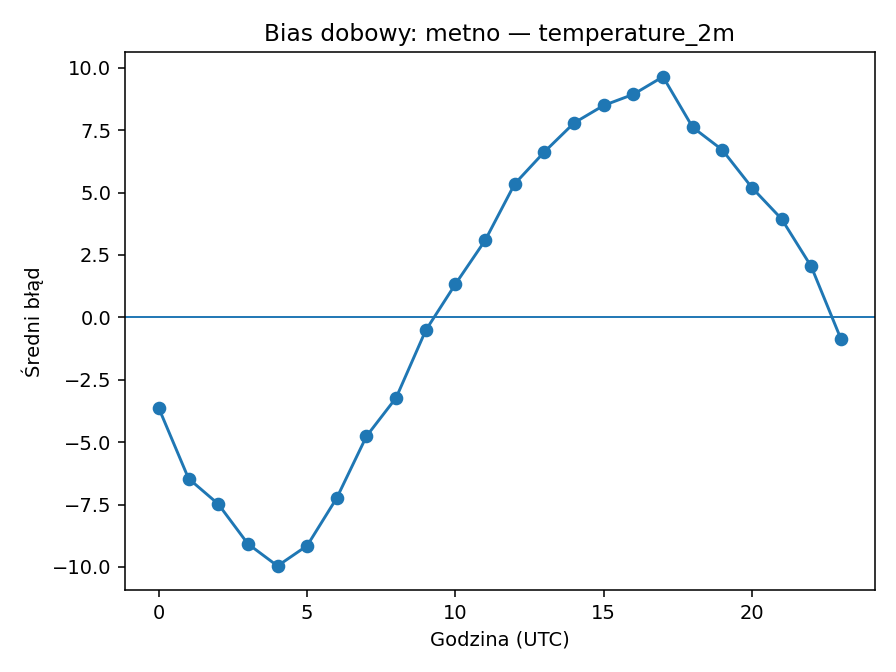 Bias dobowy: metno — temperature_2m
10.0
7.5
5.0
2.5
0.0
−2.5
−5.0
−7.5
−10.0
Średni błąd
0 5 10 15 20
Godzina (UTC)